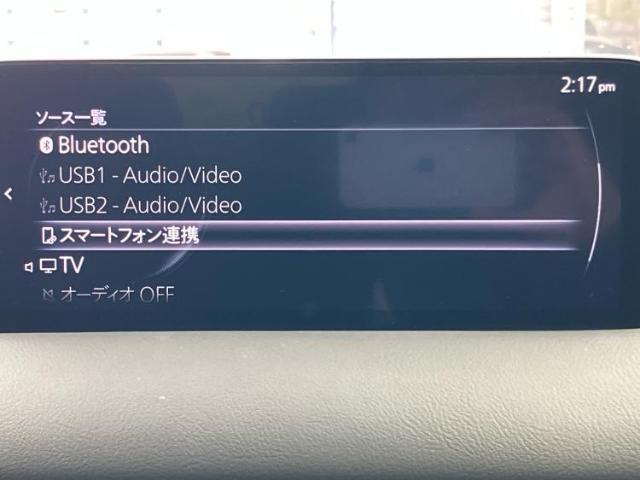 2:17pm
ソース一覧
Bluetooth
USB1 - Audio/Video
USB2 - Audio/Video
スマートフォン連携
TV
オーディオ OFF